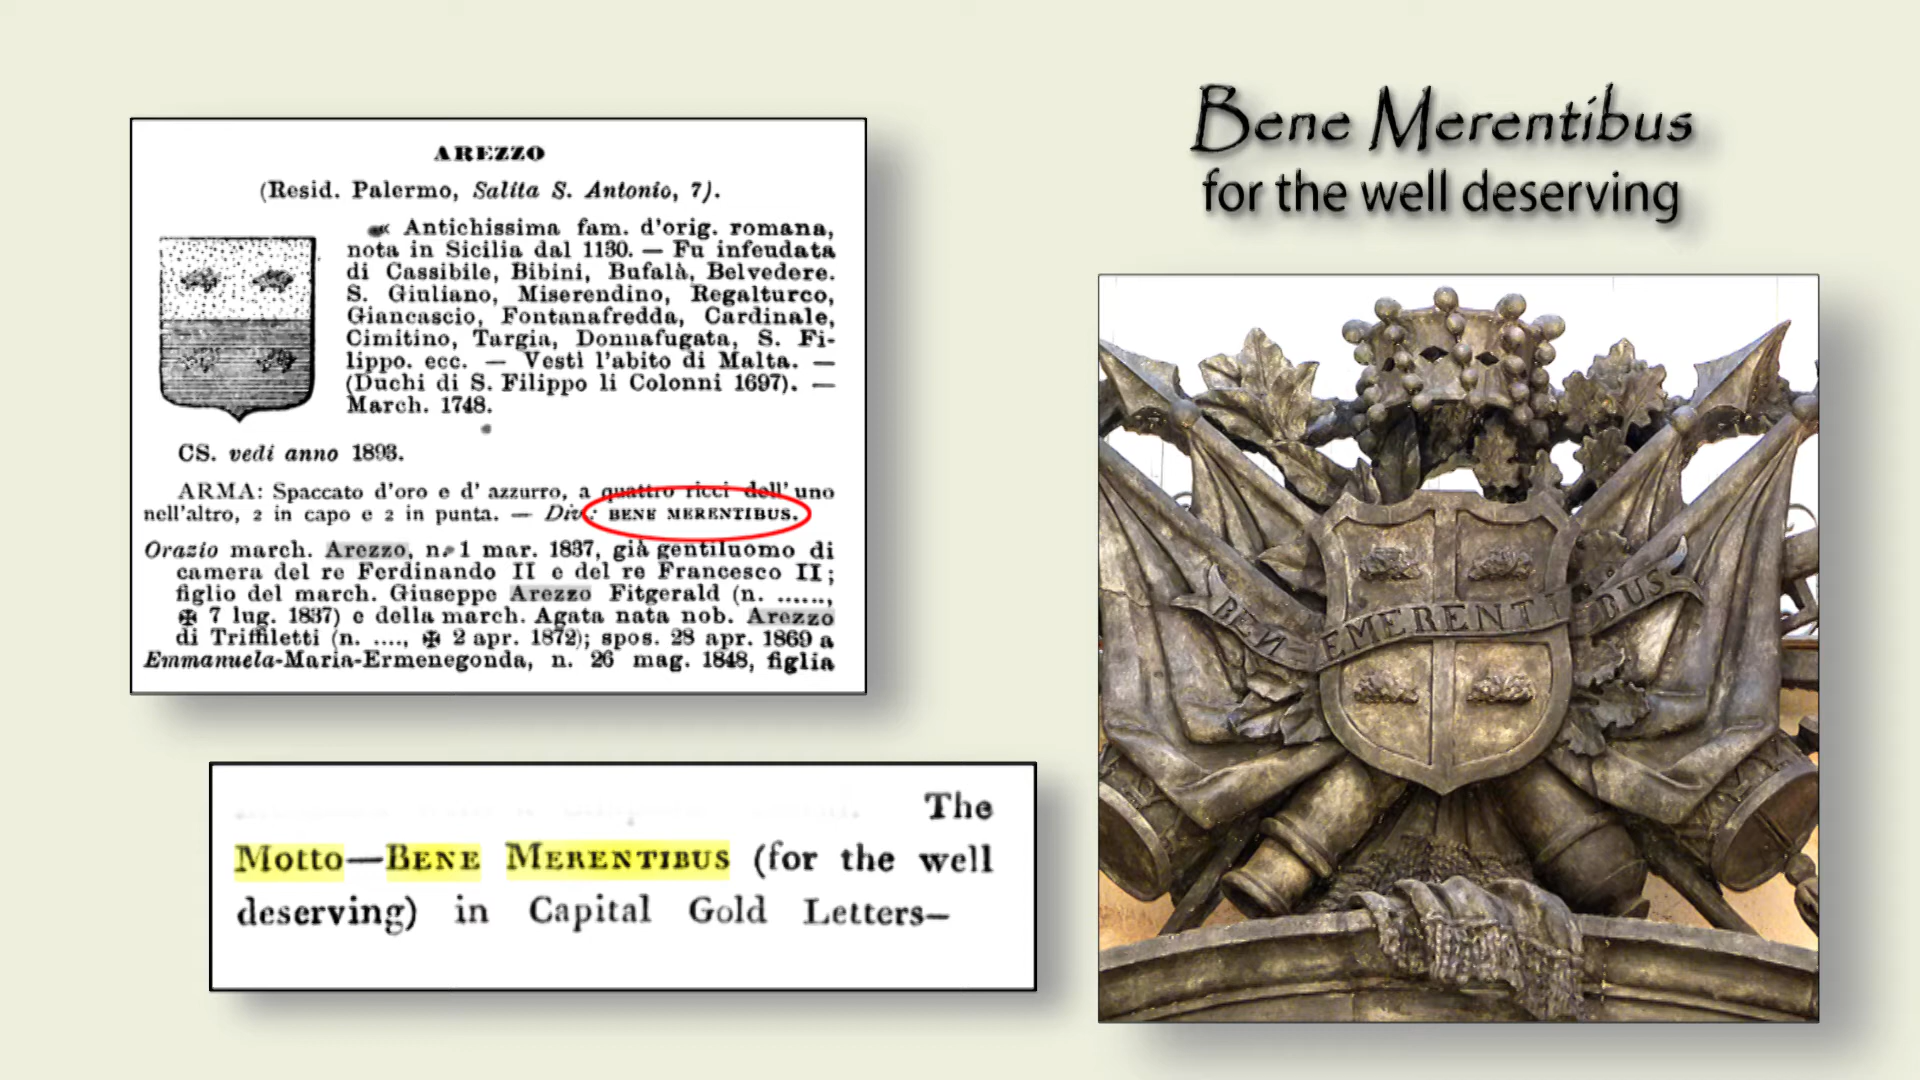 AREZZO
(Resid. Palermo, Salita S. Antonio, 7).
« Antichissima fam. d'orig. romana,
nota in Sicilia dal 1130. — Fu infeudata
di Cassibile, Bibini, Bufalà, Belvedere.
S. Giuliano, Miserendino, Regalturco,
Giancascio, Fontanafredda, Cardinale,
Cimitino, Targia, Donnafugata, S. Fi-
lippo. ecc. — Vestì l'abito di Malta. —
(Duchi di S. Filippo li Colonni 1697). —
March. 1748.
CS. vedi anno 1893.
ARMA: Spaccato d'oro e d' azzurro, a quattro ricci dell' uno
nell'altro, 2 in capo e 2 in punta. — Div.: BENE MERENTIBUS.
Orazio march. Arezzo, n. 1 mar. 1837, già gentiluomo di
camera del re Ferdinando II e del re Francesco II;
figlio del march. Giuseppe Arezzo Fitgerald (n. ......,
✠ 7 lug. 1837) e della march. Agata nata nob. Arezzo
di Triffiletti (n. ...., ✠ 2 apr. 1872); spos. 28 apr. 1869 a
Emmanuela-Maria-Ermenegonda, n. 26 mag. 1848, figlia
The
Motto—BENE MERENTIBUS (for the well
deserving) in Capital Gold Letters—
Bene Merentibus
for the well deserving
BEN EMERENTIBUS